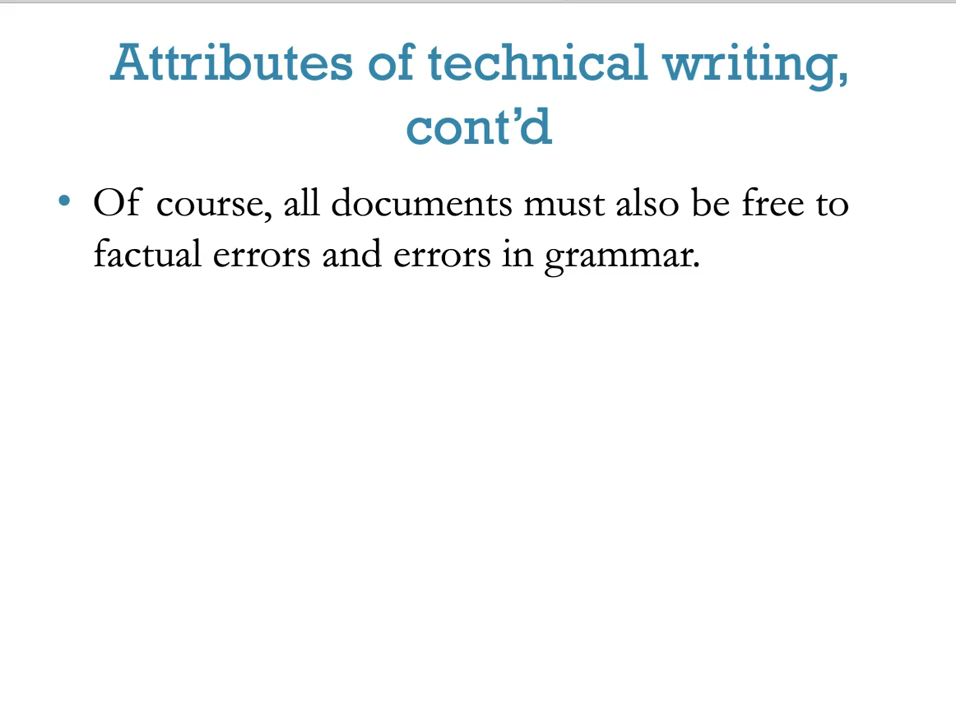 Attributes of technical writing,
cont’d
• Of course, all documents must also be free to
factual errors and errors in grammar.